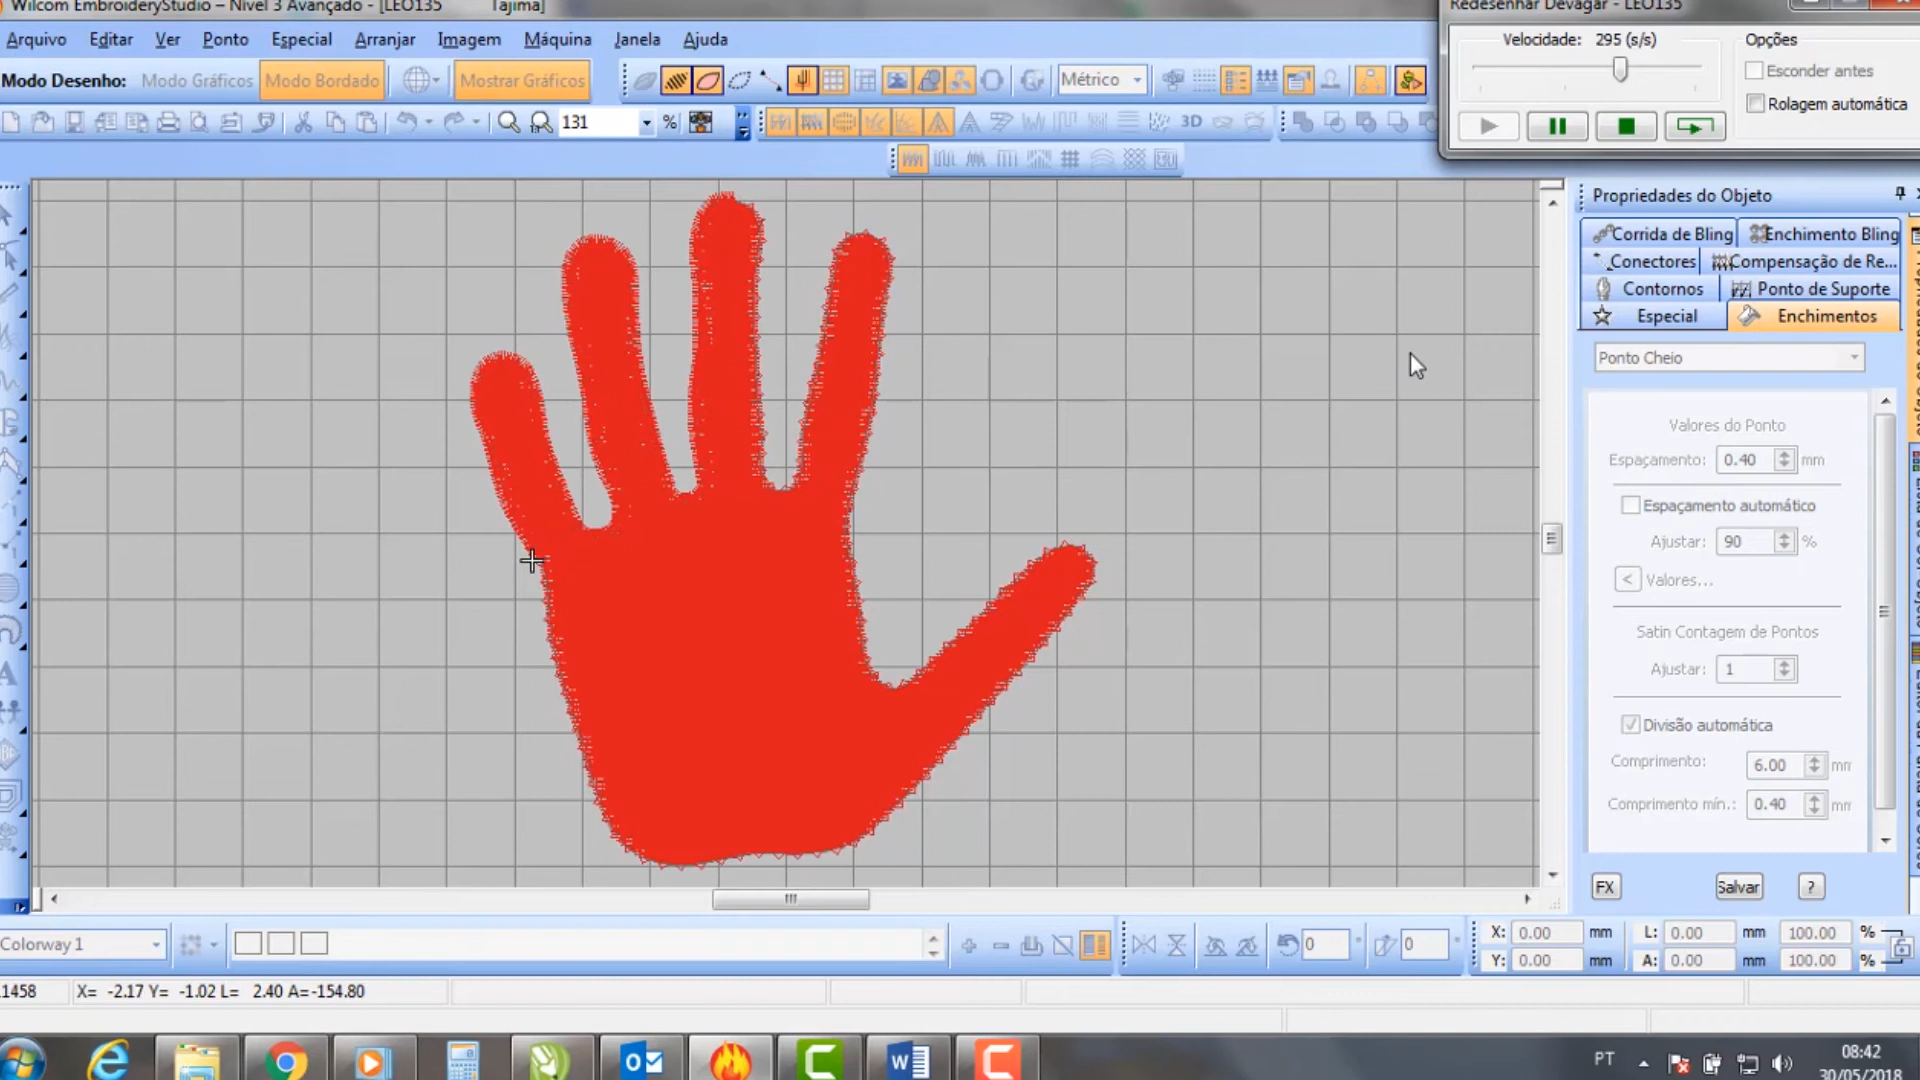 Wilcom EmbroideryStudio – Nível 3 Avançado - [LEO135 Tajima]
Redesenhar Devagar - LEO135
Arquivo Editar Ver Ponto Especial Arranjar Imagem Máquina Janela Ajuda
Velocidade: 295 (s/s)
Opções
Esconder antes
Rolagem automática
Modo Desenho: Modo Gráficos Modo Bordado Mostrar Gráficos Métrico
131 % 3D
Propriedades do Objeto
Corrida de Bling Enchimento Bling
Conectores Compensação de Re...
Contornos Ponto de Suporte
Especial Enchimentos
Ponto Cheio
Valores do Ponto
Espaçamento: 0.40 mm
Espaçamento automático
Ajustar: 90 %
< Valores...
Satin Contagem de Pontos
Ajustar: 1
Divisão automática
Comprimento: 6.00 mm
Comprimento mín.: 0.40 mm
FX Salvar ?
Colorway 1
0 ° 0 °
X: 0.00 mm L: 0.00 mm 100.00 %
Y: 0.00 mm A: 0.00 mm 100.00 %
1458 X= -2.17 Y= -1.02 L= 2.40 A=-154.80
PT
08:42
30/05/2018